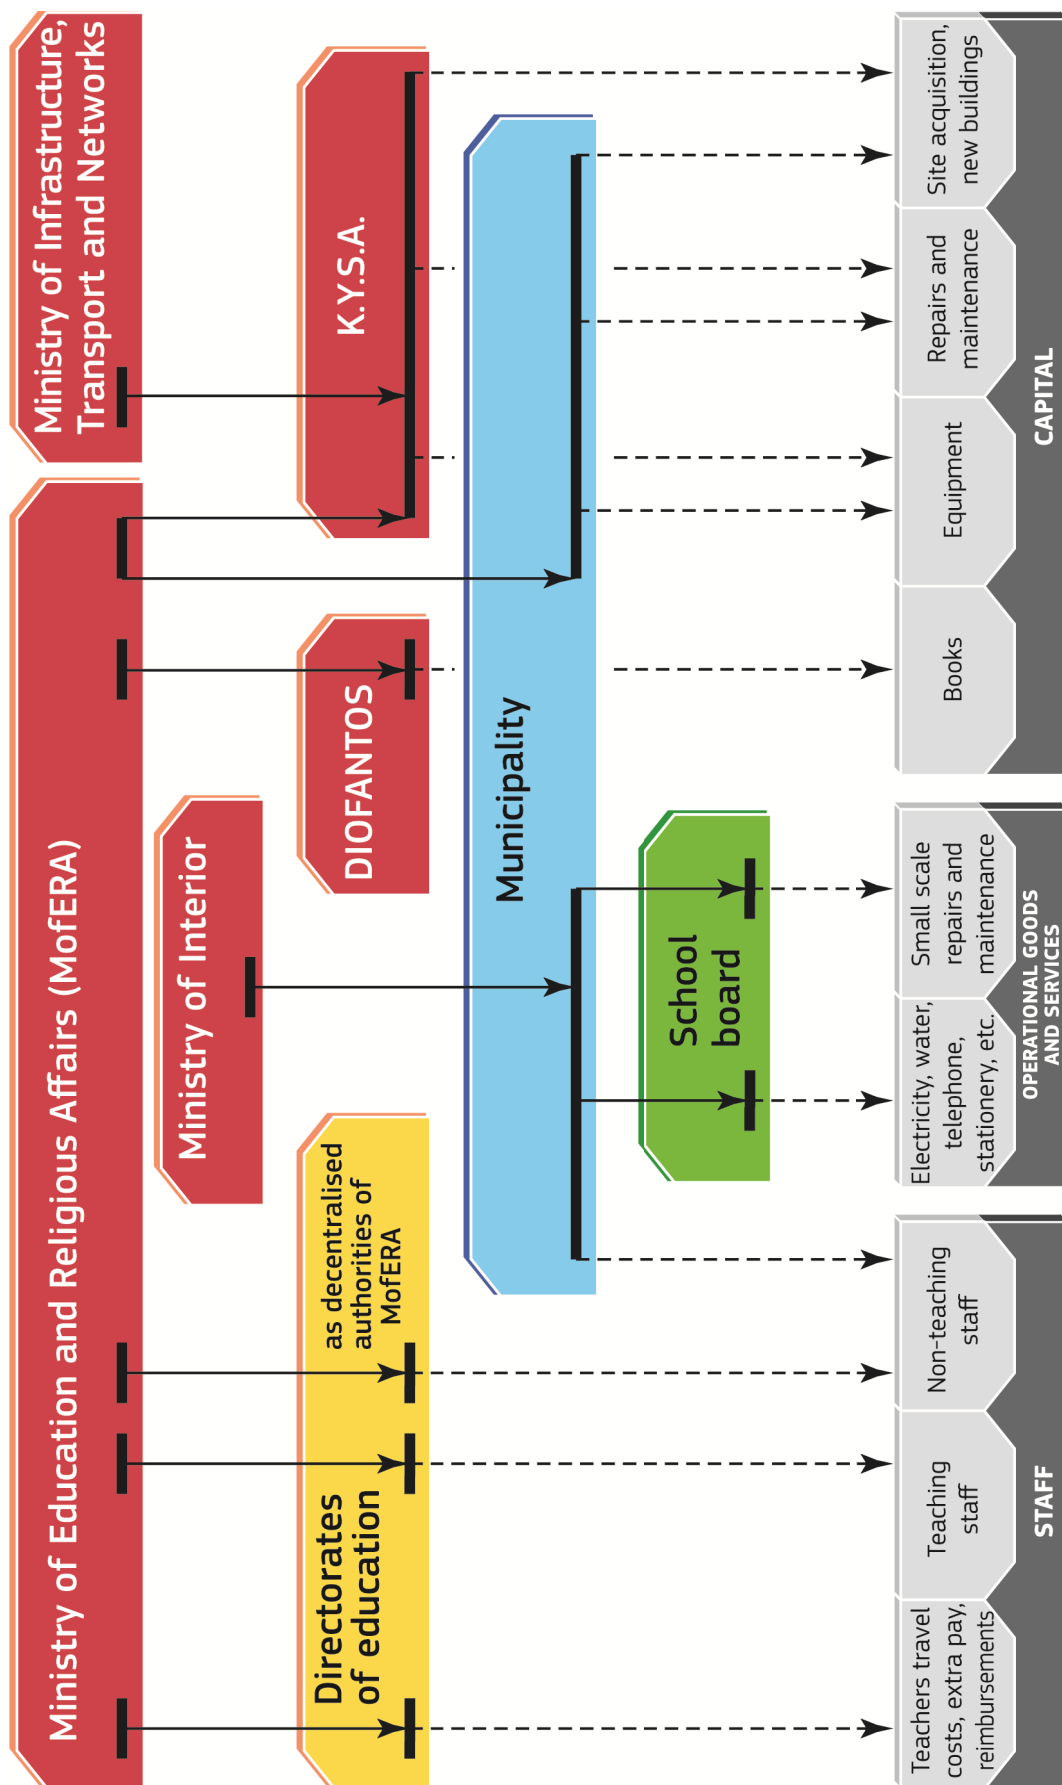 Ministry of Education and Religious Affairs (MofERA)
Ministry of Infrastructure,
Transport and Networks
Ministry of Interior
Directorates
of education
as decentralised
authorities of
MofERA
DIOFANTOS
K.Y.S.A.
Municipality
School
board
Teachers travel
costs, extra pay,
reimbursements
Teaching
staff
Non-teaching
staff
Electricity, water,
telephone,
stationery, etc.
Small scale
repairs and
maintenance
Books
Equipment
Repairs and
maintenance
Site acquisition,
new buildings
STAFF
OPERATIONAL GOODS
AND SERVICES
CAPITAL